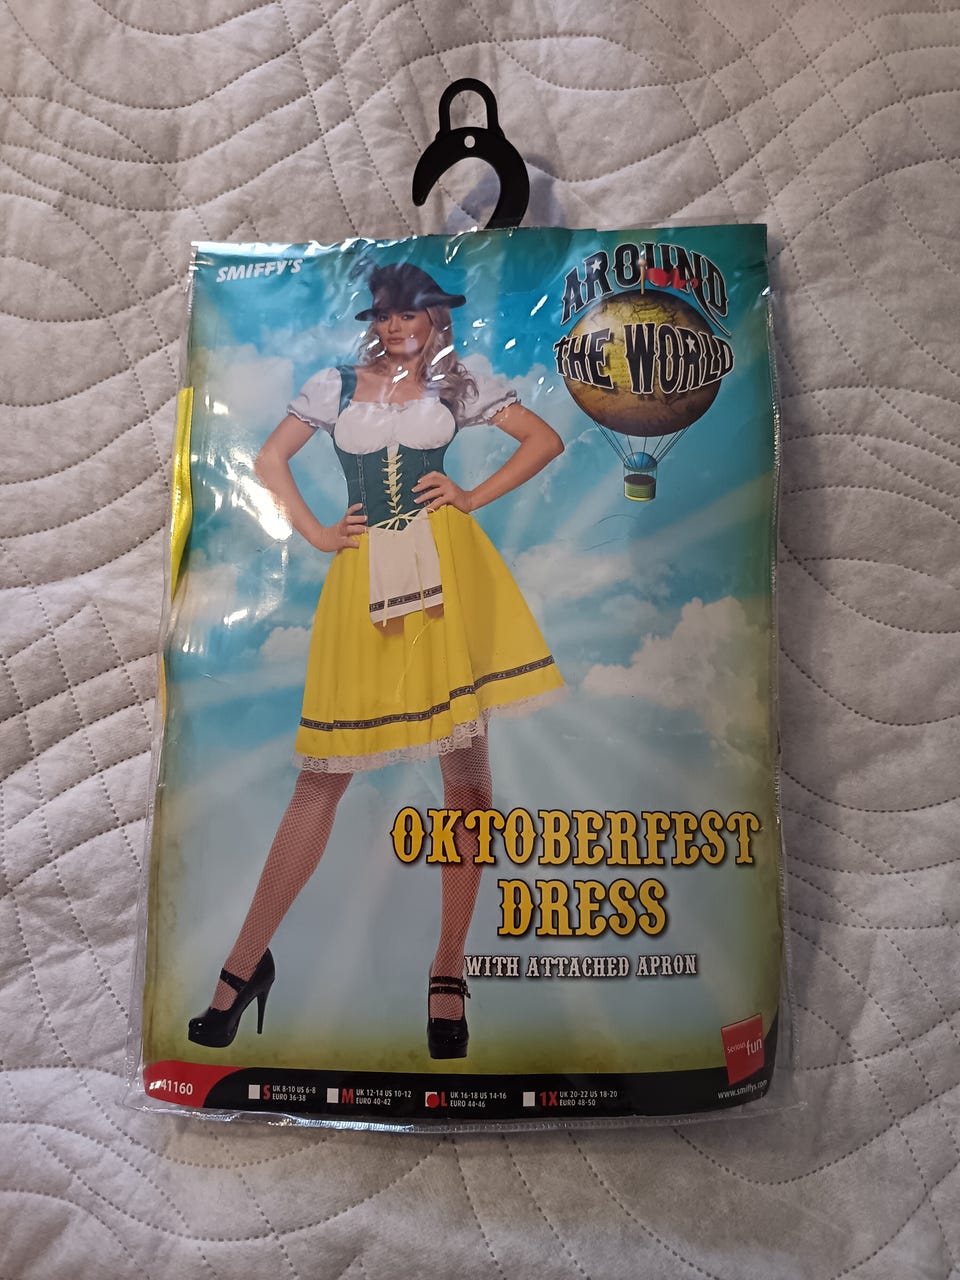 SMIFFY'S
AROUND
THE WORLD
OKTOBERFEST
DRESS
WITH ATTACHED APRON
Serious
fun
41160
S UK 8-10 US 6-8
EURO 36-38
M UK 12-14 US 10-12
EURO 40-42
L UK 16-18 US 14-16
EURO 44-46
1X UK 20-22 US 18-20
EURO 48-50
www.smiffys.com